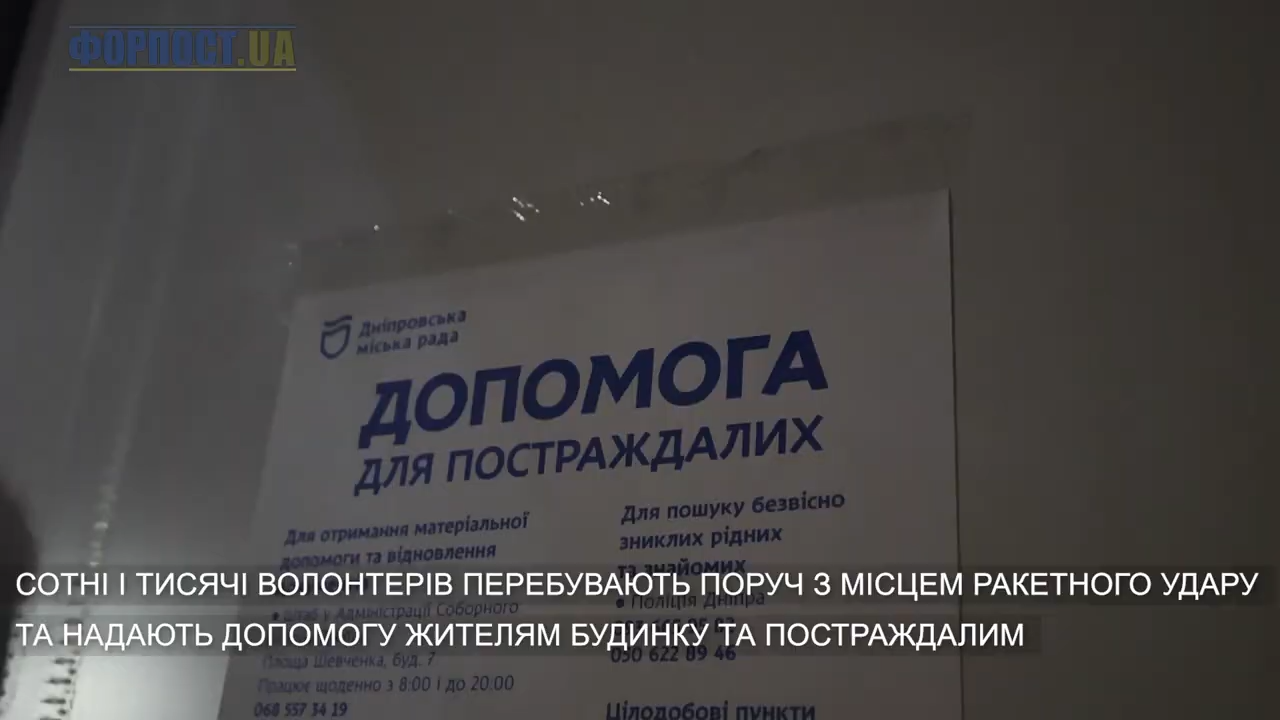 ФОРПОСТ.UA
Дніпровська
міська рада
ДОПОМОГА
ДЛЯ ПОСТРАЖДАЛИХ
Для отримання матеріальної
допомоги та відновлення
штаб у Адміністрації Соборного
Площа Шевченка, буд. 7
Працює щоденно з 8:00 і до 20.00
068 557 34 19
Для пошуку безвісно
зниклих рідних
та знайомих
• Поліція Дніпра
050 622 89 46
Цілодобові пункти
СОТНІ І ТИСЯЧІ ВОЛОНТЕРІВ ПЕРЕБУВАЮТЬ ПОРУЧ З МІСЦЕМ РАКЕТНОГО УДАРУ
ТА НАДАЮТЬ ДОПОМОГУ ЖИТЕЛЯМ БУДИНКУ ТА ПОСТРАЖДАЛИМ